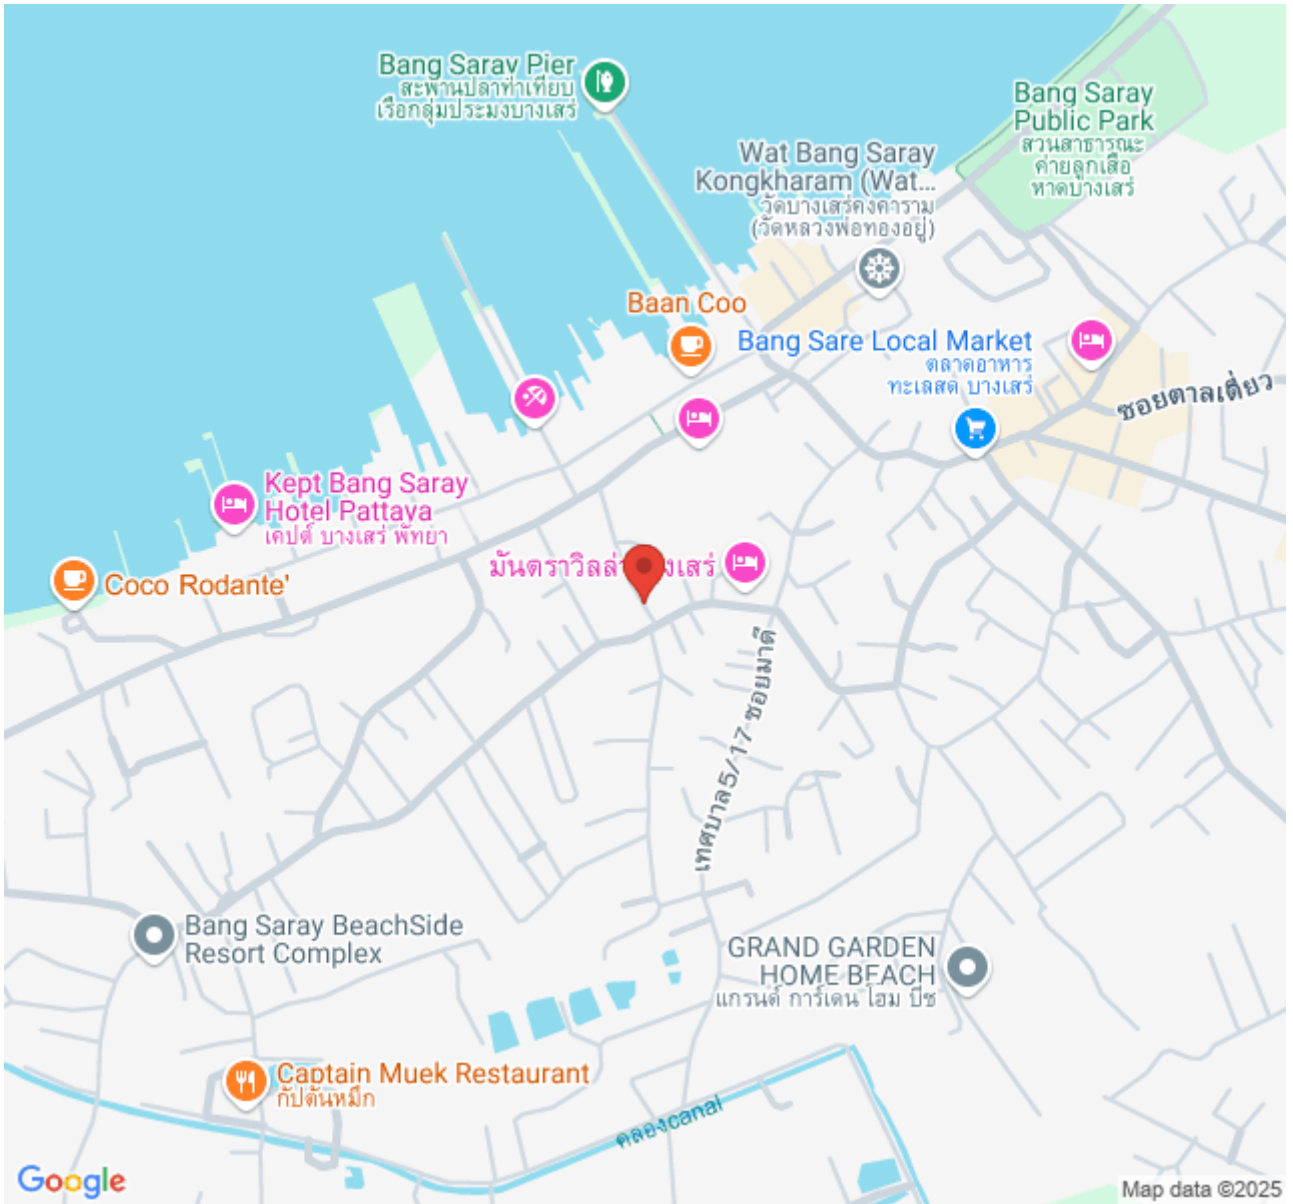 Bang Saray Pier
สะพานปลาท่าเทียบ
เรือกลุ่มประมงบางเสร่
Bang Saray
Public Park
สวนสาธารณะ
ค่ายลูกเสือ
หาดบางเสร่
Wat Bang Saray
Kongkharam (Wat...
วัดบางเสร่คงคาราม
(วัดหลวงพ่อทองอยู่)
Baan Coo
Bang Sare Local Market
ตลาดอาหาร
ทะเลสด บางเสร่
ซอยตาลเดี่ยว
Kept Bang Saray
Hotel Pattaya
เคปต์ บางเสร่ พัทยา
Coco Rodante'
มันตราวิลล่า
งเสร่
เทศบาล5/17 ซอยมาดี
Bang Saray BeachSide
Resort Complex
GRAND GARDEN
HOME BEACH
แกรนด์ การ์เดน โฮม บีช
Captain Muek Restaurant
กัปตันหมึก
คลองcanal
Google
Map data ©2025